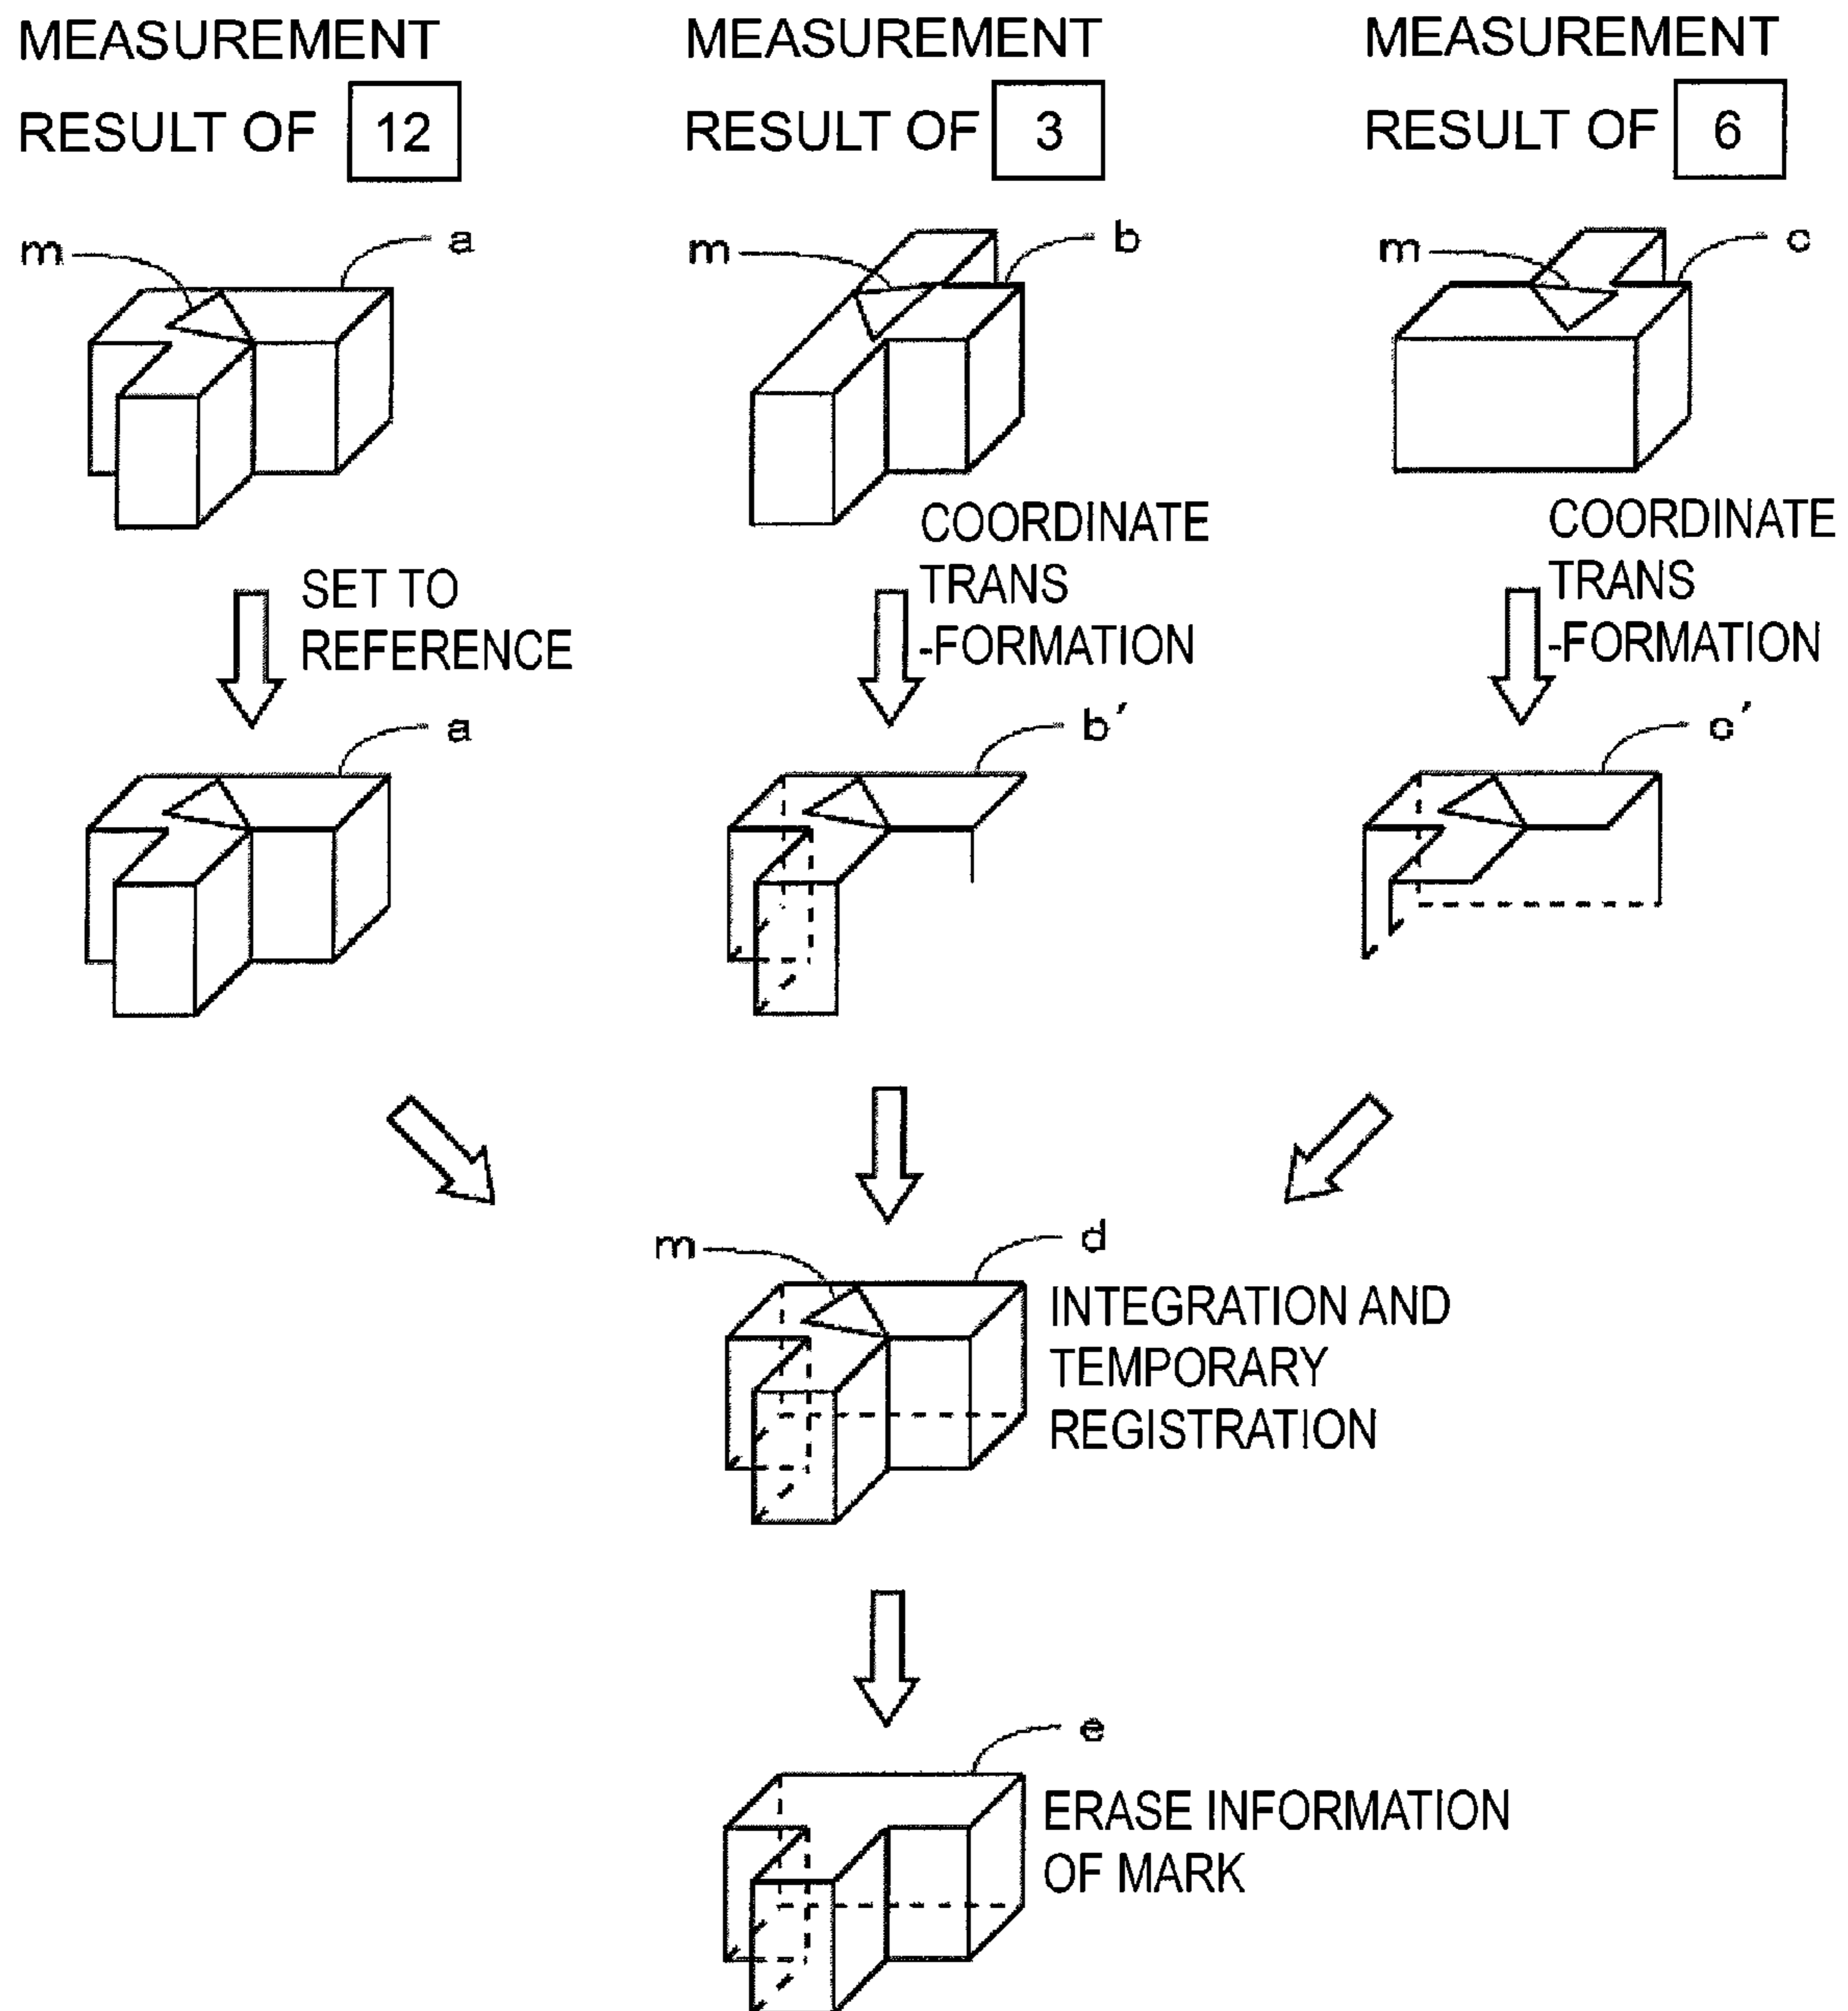 MEASUREMENT
RESULT OF 12
MEASUREMENT
RESULT OF 3
MEASUREMENT
RESULT OF 6
m
a
m
b
m
c
SET TO
REFERENCE
COORDINATE
TRANS
-FORMATION
COORDINATE
TRANS
-FORMATION
a
b′
c′
m
d
INTEGRATION AND
TEMPORARY
REGISTRATION
e
ERASE INFORMATION
OF MARK